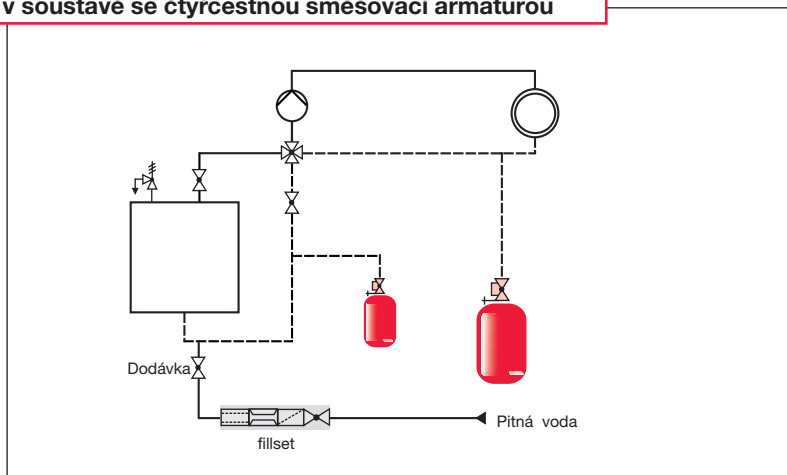 v soustavě se čtyřcestnou směšovací armaturou
Dodávka
Pitná voda
fillset